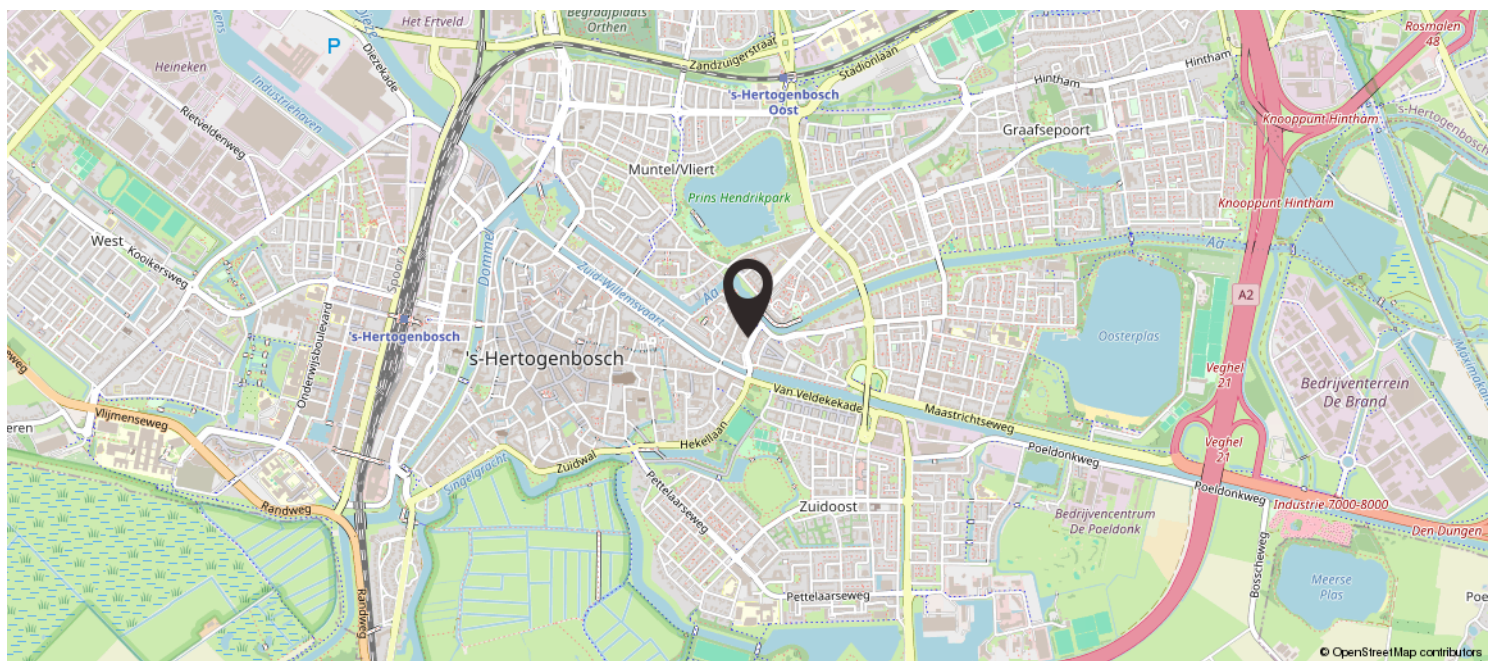 Het Ertveld
Begraafplaats
Orthen
Rosmalen
48
P
Zandzuigerstraat
Heineken
Diezekade
Stadionlaan
Hintham
Hintham
Industriehaven
's-Hertogenbosch
Oost
Rietveldenweg
Knooppunt Hintham
Graafsepoort
Muntel/Vliert
Prins Hendrikpark
Knooppunt Hintham
West
Kooikersweg
Spoor 7
Dommel
Aa
Zuid-Willemsvaart
Aa
A2
Onderwijsboulevard
's-Hertogenbosch
Oosterplas
's-Hertogenbosch
Veghel
21
Bedrijventerrein
De Brand
Van Veldekekade
Vlijmenseweg
Maastrichtseweg
Hekellaan
Veghel
21
Poeldonkweg
Zuidwal
Singelgracht
Pettelaarseweg
Poeldonkweg
Randweg
Zuidoost
Bedrijvencentrum
De Poeldonk
Industrie 7000-8000
Den Dungen
Bosscheweg
Meerse
Plas
Randweg
Pettelaarseweg
© OpenStreetMap contributors